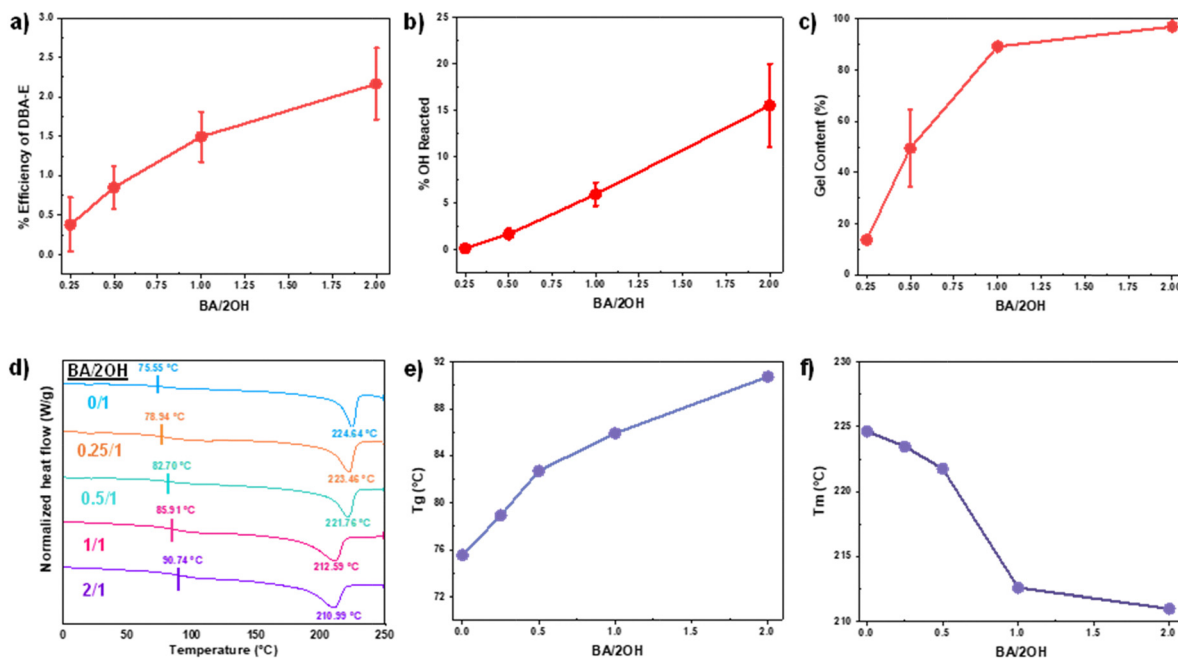 a)
3.0
2.5
2.0
1.5
1.0
0.5
0.0
% Efficiency of DBA-E
0.25 0.50 0.75 1.00 1.25 1.50 1.75 2.00
BA/2OH
b)
25
20
15
10
5
0
% OH Reacted
0.25 0.50 0.75 1.00 1.25 1.50 1.75 2.00
BA/2OH
c)
100
80
60
40
20
0
Gel Content (%)
0.25 0.50 0.75 1.00 1.25 1.50 1.75 2.00
BA/2OH
d)
Normalized heat flow (W/g)
BA/2OH
75.55 °C
0/1
224.64 °C
78.94 °C
0.25/1
223.46 °C
82.70 °C
0.5/1
221.76 °C
85.91 °C
1/1
212.59 °C
90.74 °C
2/1
210.99 °C
0 50 100 150 200 250
Temperature (°C)
e)
92
88
84
80
76
72
Tg (°C)
0.0 0.5 1.0 1.5 2.0
BA/2OH
f)
230
225
220
215
210
Tm (°C)
0.0 0.5 1.0 1.5 2.0
BA/2OH